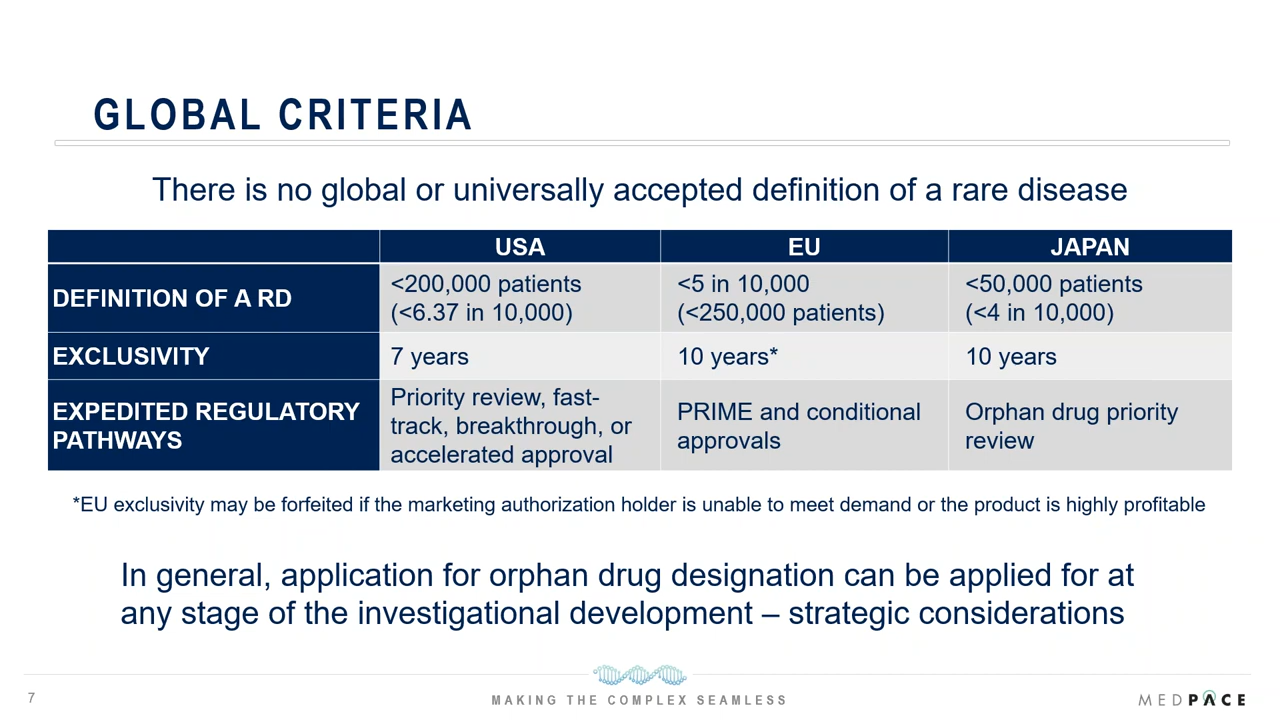 GLOBAL CRITERIA
There is no global or universally accepted definition of a rare disease
USA EU JAPAN
DEFINITION OF A RD
<200,000 patients
(<6.37 in 10,000)
<5 in 10,000
(<250,000 patients)
<50,000 patients
(<4 in 10,000)
EXCLUSIVITY
7 years
10 years*
10 years
EXPEDITED REGULATORY
PATHWAYS
Priority review, fast-
track, breakthrough, or
accelerated approval
PRIME and conditional
approvals
Orphan drug priority
review
*EU exclusivity may be forfeited if the marketing authorization holder is unable to meet demand or the product is highly profitable
In general, application for orphan drug designation can be applied for at
any stage of the investigational development – strategic considerations
7
MAKING THE COMPLEX SEAMLESS
MEDPACE